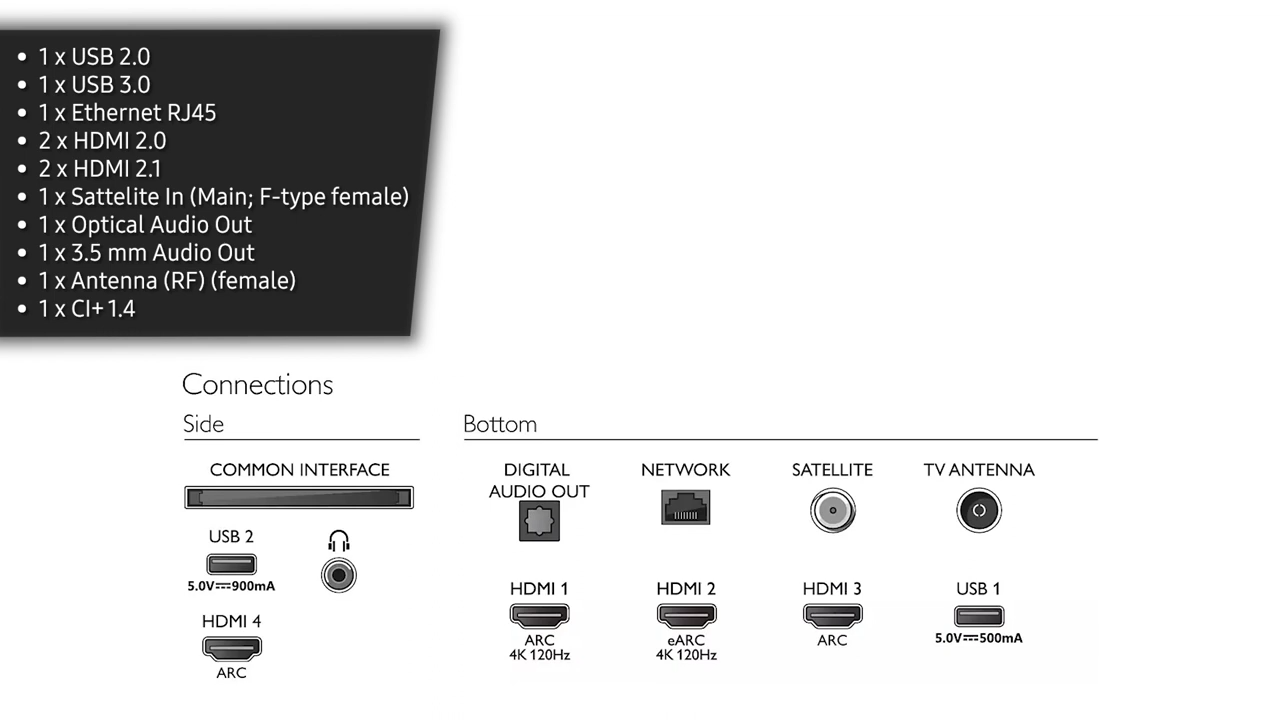 • 1 x USB 2.0
• 1 x USB 3.0
• 1 x Ethernet RJ45
• 2 x HDMI 2.0
• 2 x HDMI 2.1
• 1 x Sattelite In (Main; F-type female)
• 1 x Optical Audio Out
• 1 x 3.5 mm Audio Out
• 1 x Antenna (RF) (female)
• 1 x CI+ 1.4
Connections
Side
COMMON INTERFACE
USB 2
5.0V⎓900mA
HDMI 4
ARC
Bottom
DIGITAL
AUDIO OUT
NETWORK
SATELLITE
TV ANTENNA
HDMI 1
ARC
4K 120Hz
HDMI 2
eARC
4K 120Hz
HDMI 3
ARC
USB 1
5.0V⎓500mA